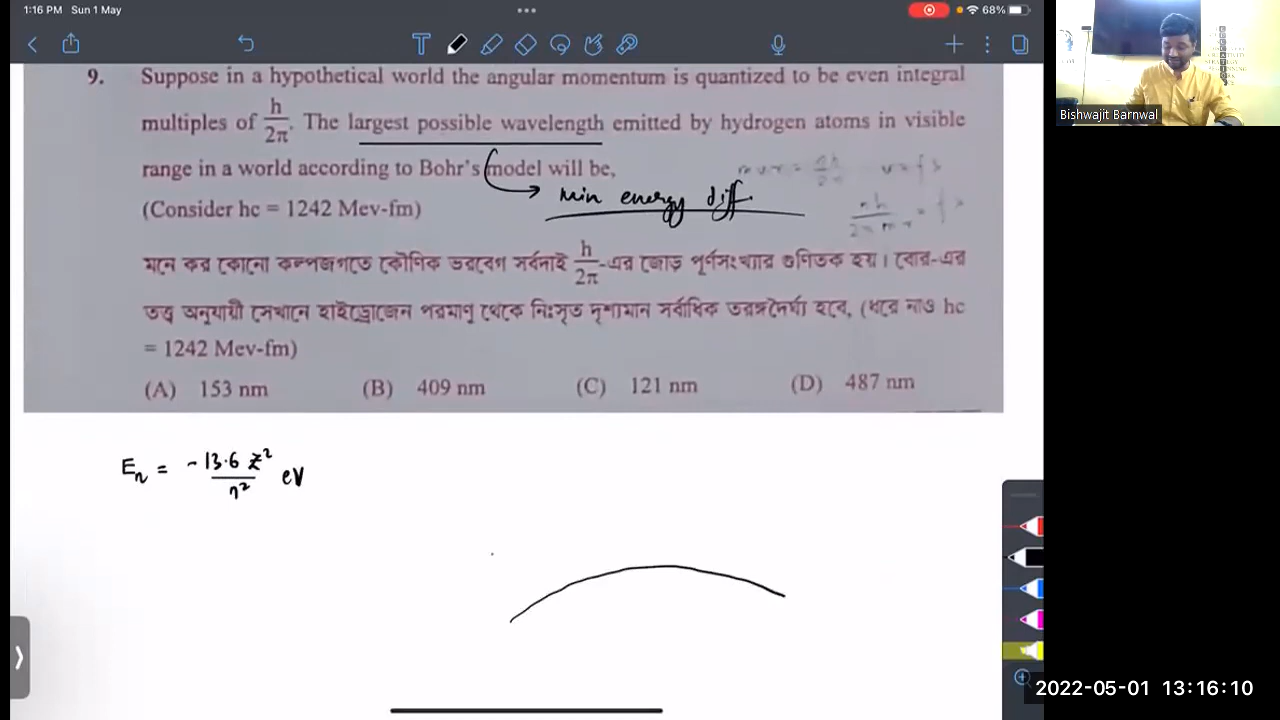 1:16 PM Sun 1 May
68%
9. Suppose in a hypothetical world the angular momentum is quantized to be even integral
multiples of h/2π. The largest possible wavelength emitted by hydrogen atoms in visible
range in a world according to Bohr's model will be,
Min energy diff.
(Consider hc = 1242 Mev-fm)
মনে কর কোনো কল্পজগতে কৌণিক ভরবেগ সর্বদাই h/2π-এর জোড় পূর্ণসংখ্যার গুণিতক হয়। বোর-এর
তত্ত্ব অনুযায়ী সেখানে হাইড্রোজেন পরমাণু থেকে নিঃসৃত দৃশ্যমান সর্বাধিক তরঙ্গদৈর্ঘ্য হবে, (ধরে নাও hc
= 1242 Mev-fm)
(A) 153 nm (B) 409 nm (C) 121 nm (D) 487 nm
Eₙ = -13.6 z²/n² eV
Bishwajit Barnwal
2022-05-01 13:16:10